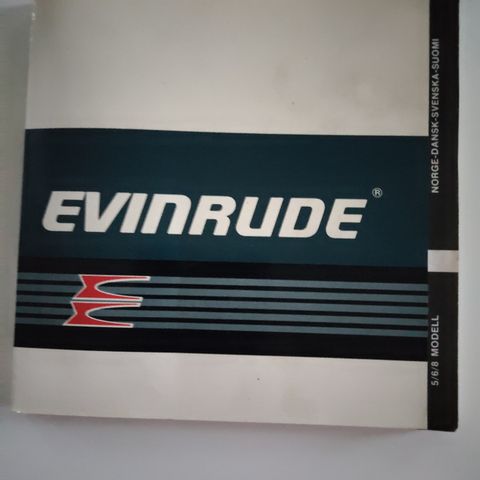 EVINRUDE®
NORGE-DANSK-SVENSKA-SUOMI
5/6/8 MODELL